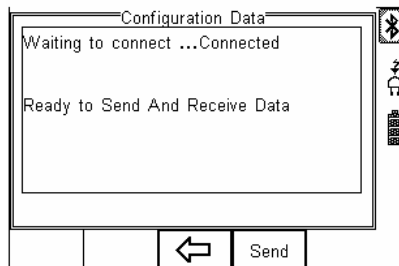 Configuration Data
Waiting to connect ...Connected
Ready to Send And Receive Data
Send